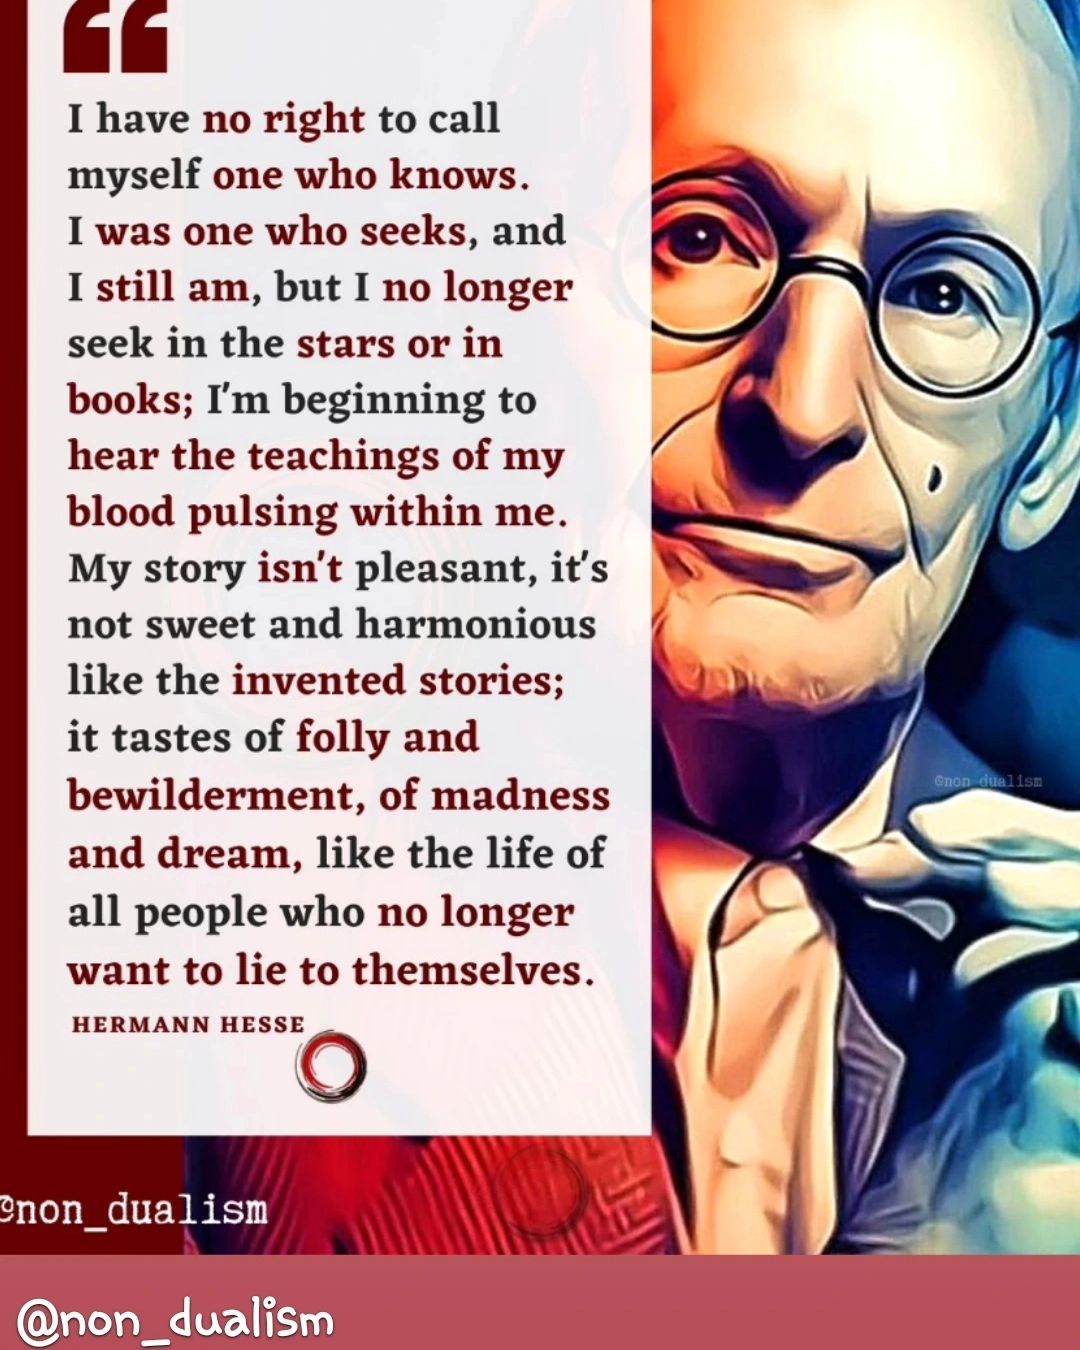 “
I have no right to call
myself one who knows.
I was one who seeks, and
I still am, but I no longer
seek in the stars or in
books; I'm beginning to
hear the teachings of my
blood pulsing within me.
My story isn't pleasant, it's
not sweet and harmonious
like the invented stories;
it tastes of folly and
bewilderment, of madness
and dream, like the life of
all people who no longer
want to lie to themselves.
HERMANN HESSE
@non_dualism
@non_dualism
@non_dualism